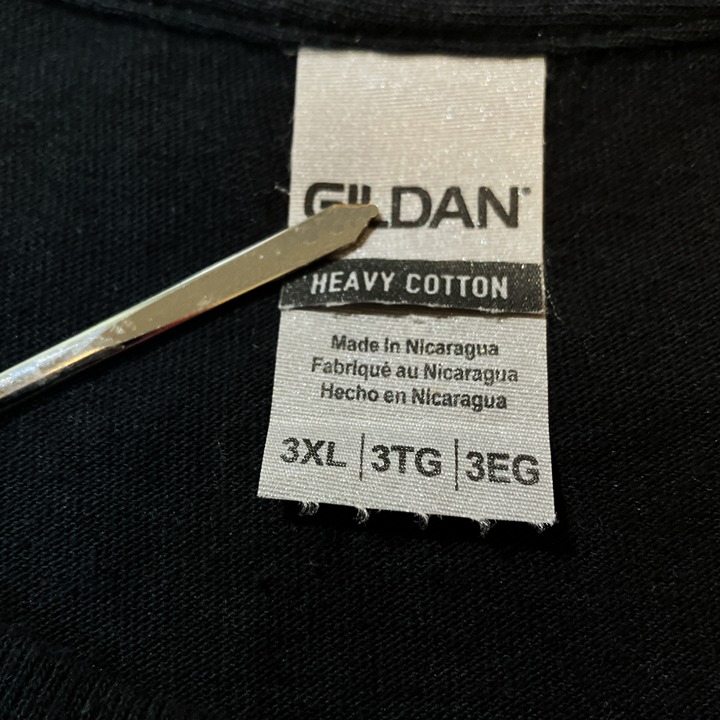 GILDAN®
HEAVY COTTON
Made in Nicaragua
Fabriqué au Nicaragua
Hecho en Nicaragua
3XL | 3TG | 3EG